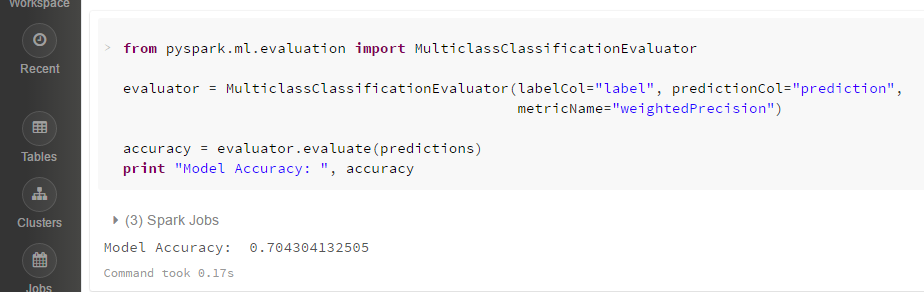 Workspace
Recent
Tables
Clusters
Jobs
> from pyspark.ml.evaluation import MulticlassClassificationEvaluator
evaluator = MulticlassClassificationEvaluator(labelCol="label", predictionCol="prediction",
metricName="weightedPrecision")
accuracy = evaluator.evaluate(predictions)
print "Model Accuracy: ", accuracy
(3) Spark Jobs
Model Accuracy:  0.704304132505
Command took 0.17s